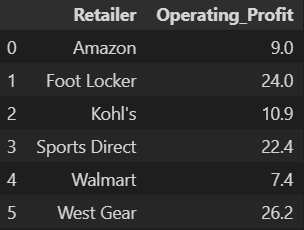 Retailer Operating_Profit
0 Amazon 9.0
1 Foot Locker 24.0
2 Kohl's 10.9
3 Sports Direct 22.4
4 Walmart 7.4
5 West Gear 26.2